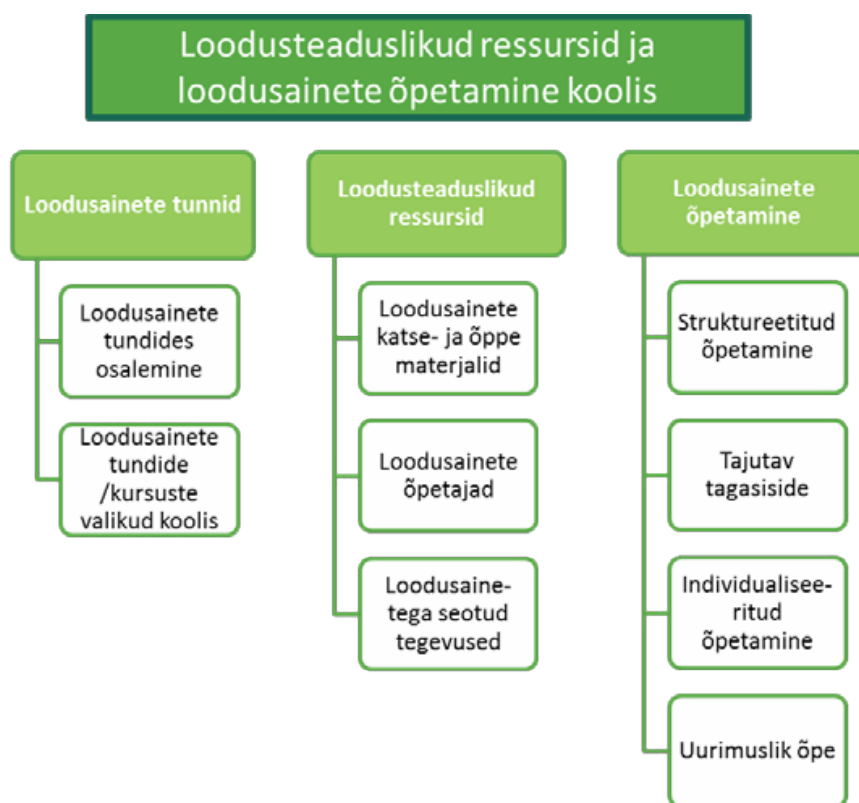 Loodusteaduslikud ressursid ja
loodusainete õpetamine koolis
Loodusainete tunnid
Loodusainete
tundides
osalemine
Loodusainete
tundide
/kursuste
valikud koolis
Loodusteaduslikud
ressursid
Loodusainete
katse- ja õppe
materjalid
Loodusainete
õpetajad
Loodusaine-
tega seotud
tegevused
Loodusainete
õpetamine
Struktureetitud
õpetamine
Tajutav
tagasiside
Individualisee-
ritud
õpetamine
Uurimuslik õpe